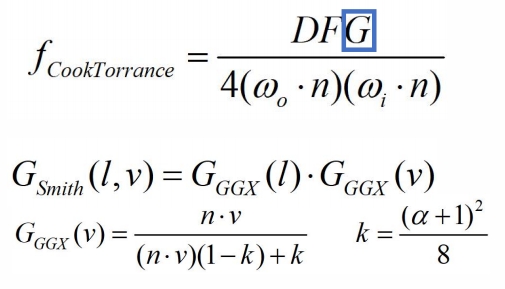 f_CookTorrance = DFG / 4(ω_o · n)(ω_i · n)
G_Smith(l, v) = G_GGX(l) · G_GGX(v)
G_GGX(v) = n · v / (n · v)(1 − k) + k    k = (α + 1)² / 8